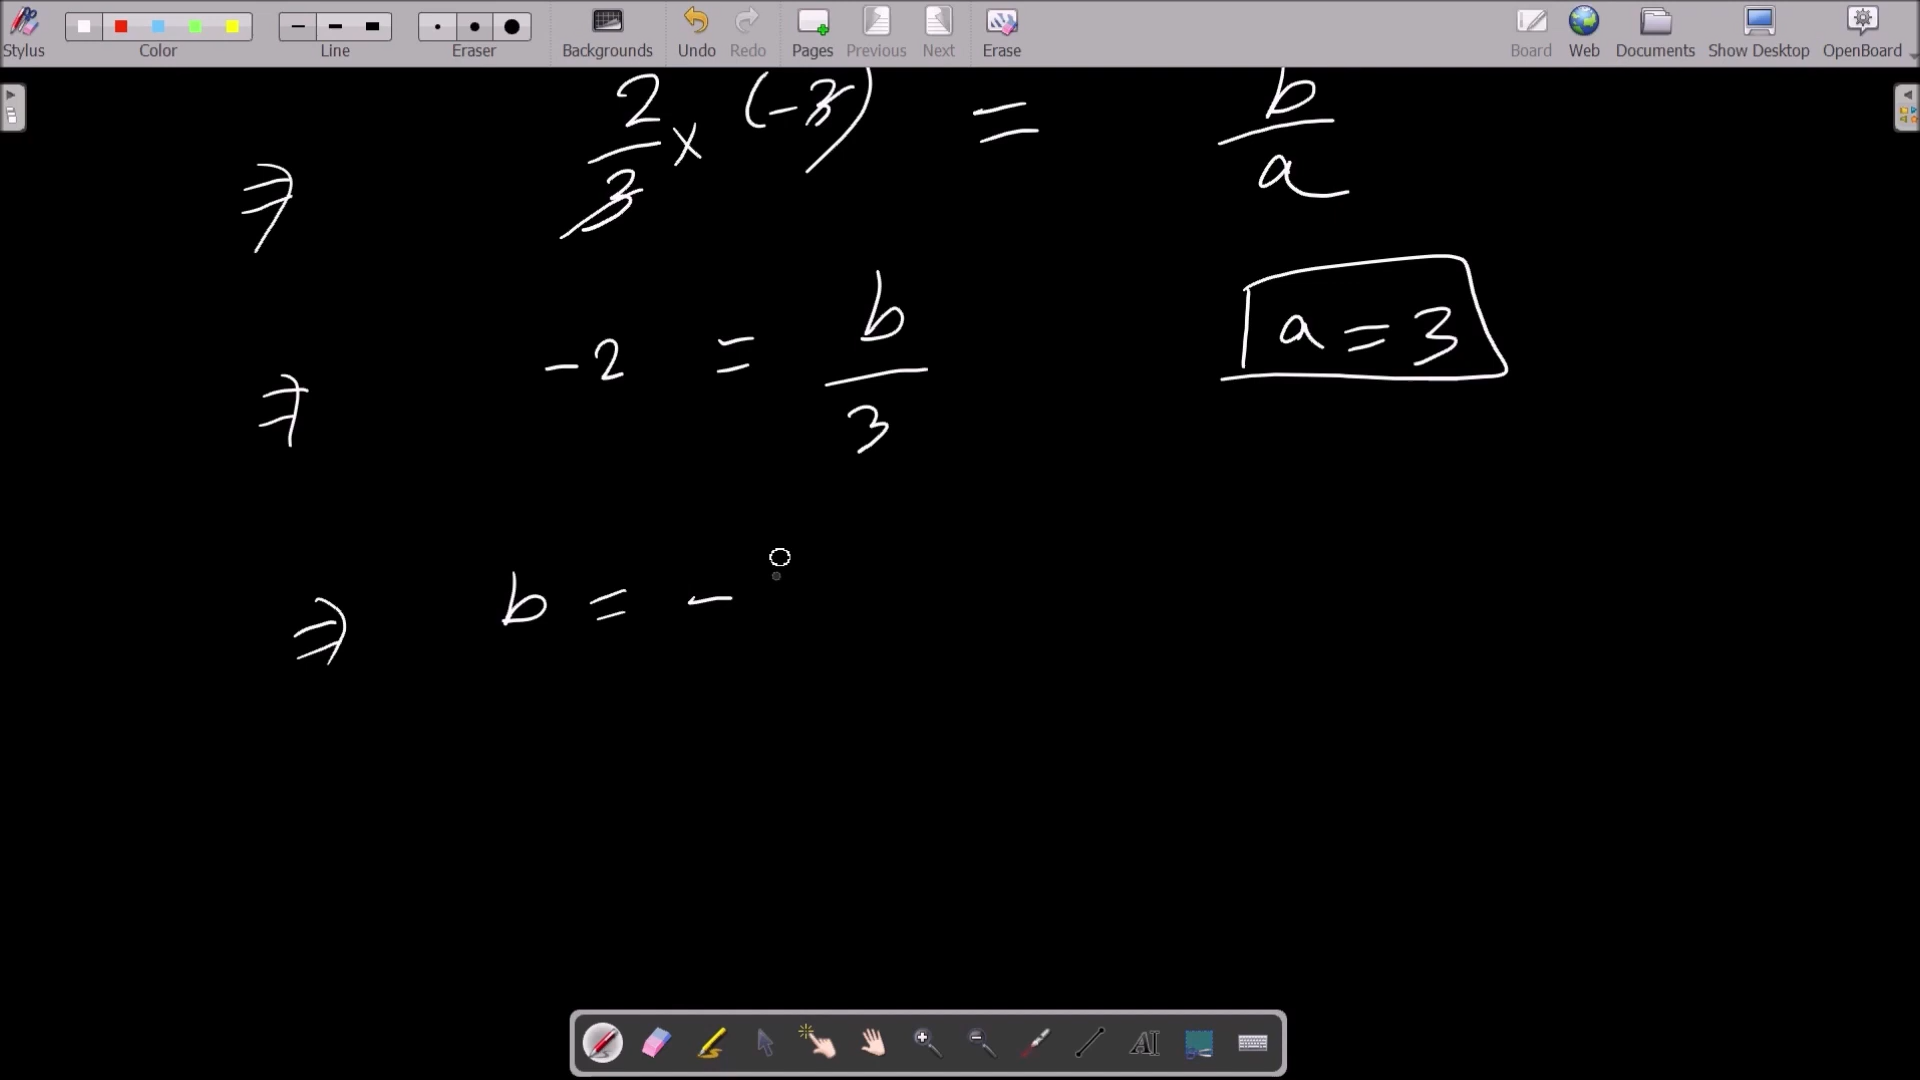 Stylus Color Line Eraser Backgrounds Undo Redo Pages Previous Next Erase Board Web Documents Show Desktop OpenBoard
⇒ 2/3 × (-3) = b/a
⇒ -2 = b/3
a = 3
⇒ b = -